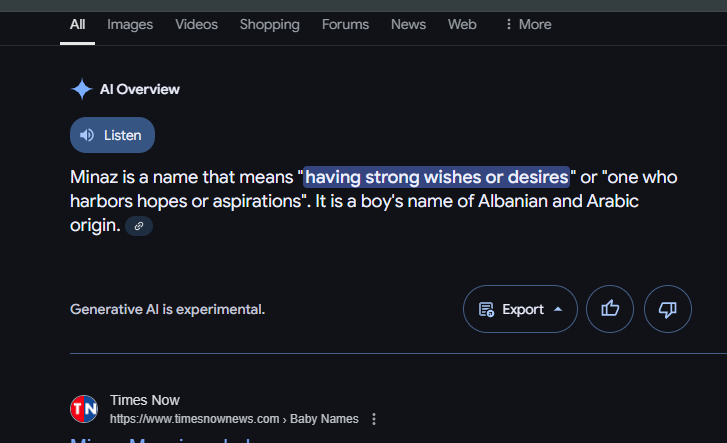 All Images Videos Shopping Forums News Web More
AI Overview
Listen
Minaz is a name that means "having strong wishes or desires" or "one who
harbors hopes or aspirations". It is a boy's name of Albanian and Arabic
origin.
Generative AI is experimental.
Export
TN
Times Now
https://www.timesnownews.com › Baby Names